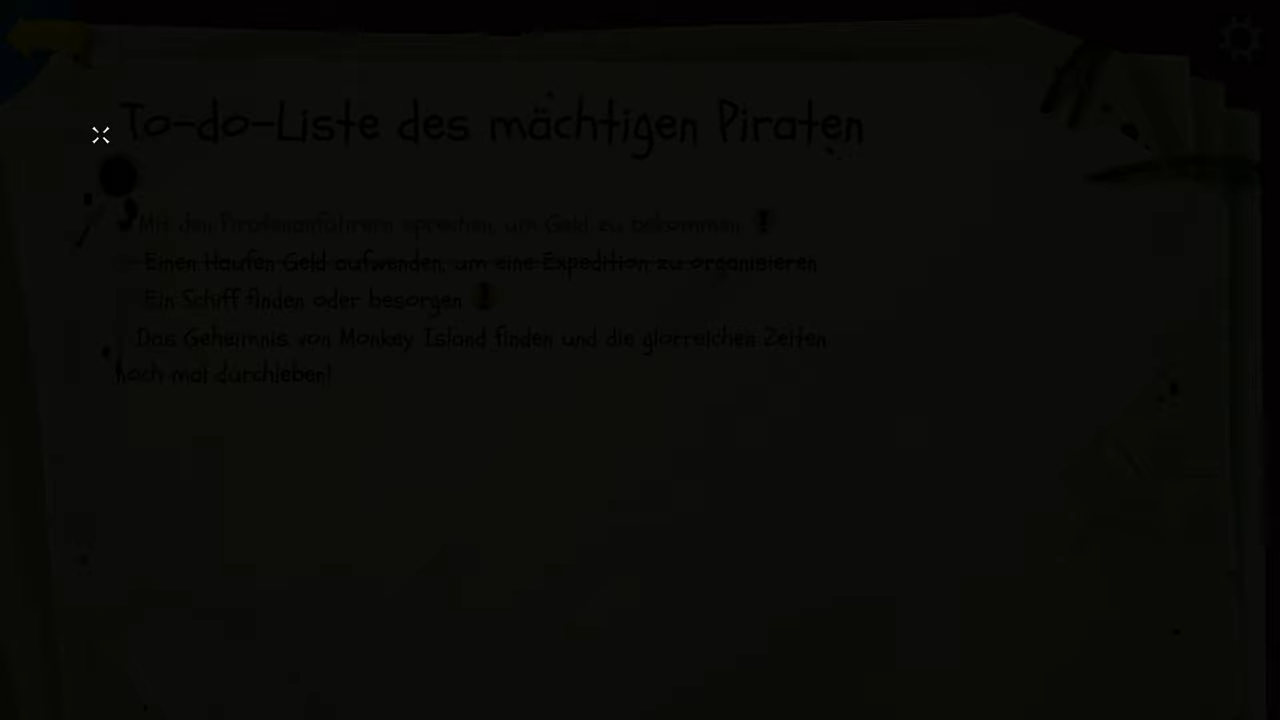 To-do-Liste des mächtigen Piraten
Mit den Piratenanführern sprechen, um Geld zu bekommen
Einen Haufen Geld aufwenden, um eine Expedition zu organisieren
Ein Schiff finden oder besorgen
Das Geheimnis von Monkey Island finden und die glorreichen Zeiten
noch mal durchleben!